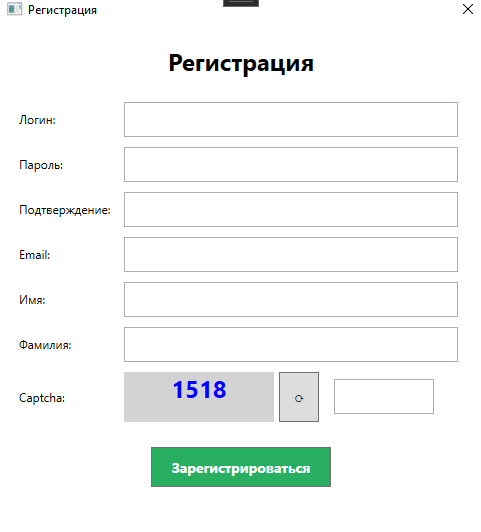 Регистрация
Регистрация
Логин:
Пароль:
Подтверждение:
Email:
Имя:
Фамилия:
Captcha: 1518 ⟳
Зарегистрироваться